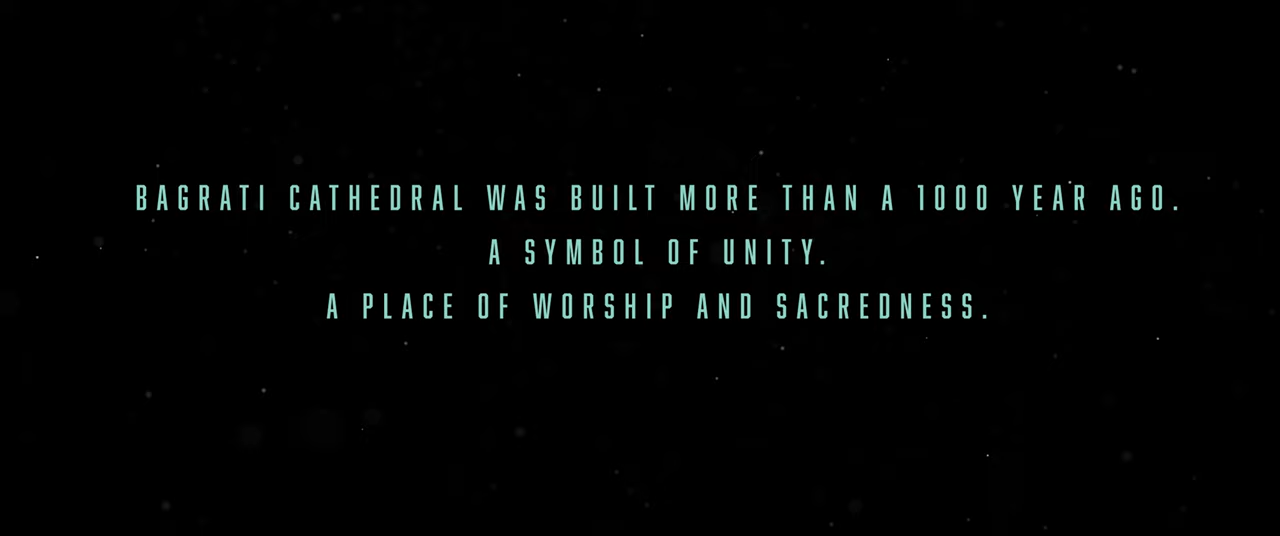 BAGRATI CATHEDRAL WAS BUILT MORE THAN A 1000 YEAR AGO.
A SYMBOL OF UNITY.
A PLACE OF WORSHIP AND SACREDNESS.